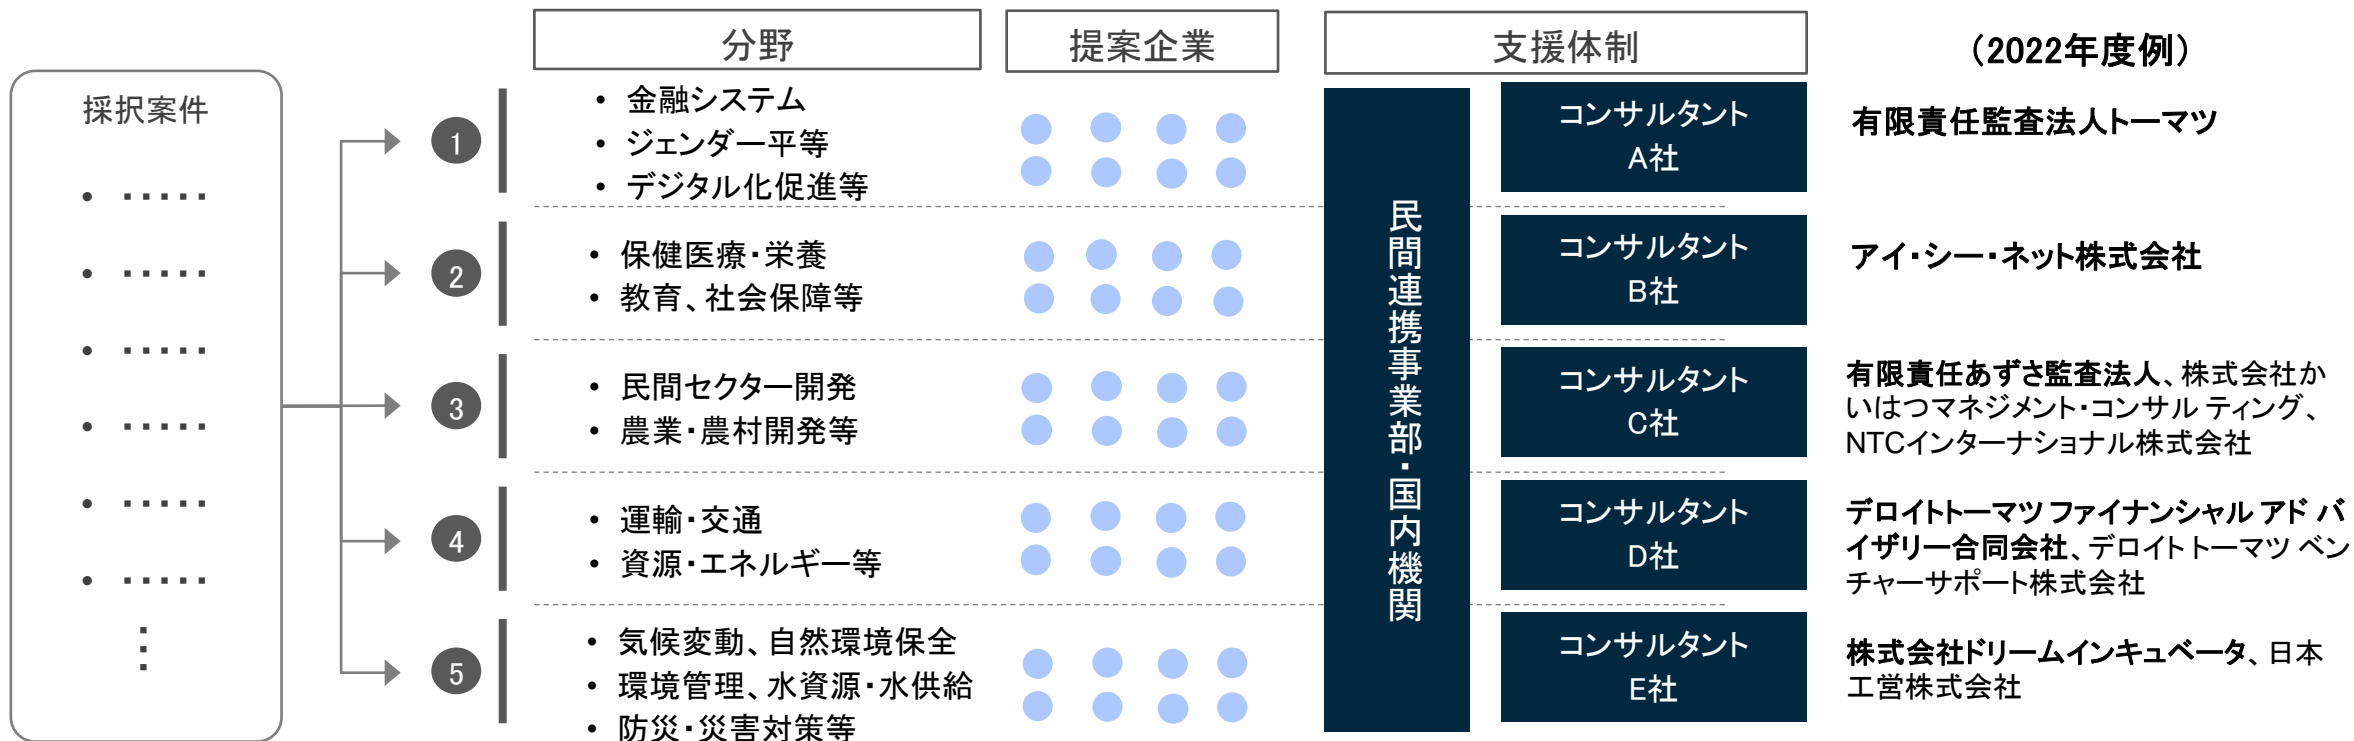 分野
提案企業
支援体制
（2022年度例）
採択案件
• ・・・・・
• ・・・・・
• ・・・・・
• ・・・・・
• ・・・・・
• ・・・・・
⋮
1
• 金融システム
• ジェンダー平等
• デジタル化促進等
コンサルタント
A社
有限責任監査法人トーマツ
2
• 保健医療・栄養
• 教育、社会保障等
コンサルタント
B社
アイ・シー・ネット株式会社
3
• 民間セクター開発
• 農業・農村開発等
コンサルタント
C社
有限責任あずさ監査法人、株式会社か
いはつマネジメント・コンサル ティング、
NTCインターナショナル株式会社
4
• 運輸・交通
• 資源・エネルギー等
コンサルタント
D社
デロイトトーマツ ファイナンシャル アド バ
イザリー合同会社、デロイト トーマツ ベン
チャーサポート株式会社
5
• 気候変動、自然環境保全
• 環境管理、水資源・水供給
• 防災・災害対策等
コンサルタント
E社
株式会社ドリームインキュベータ、日本
工営株式会社
民間連携事業部・国内機関